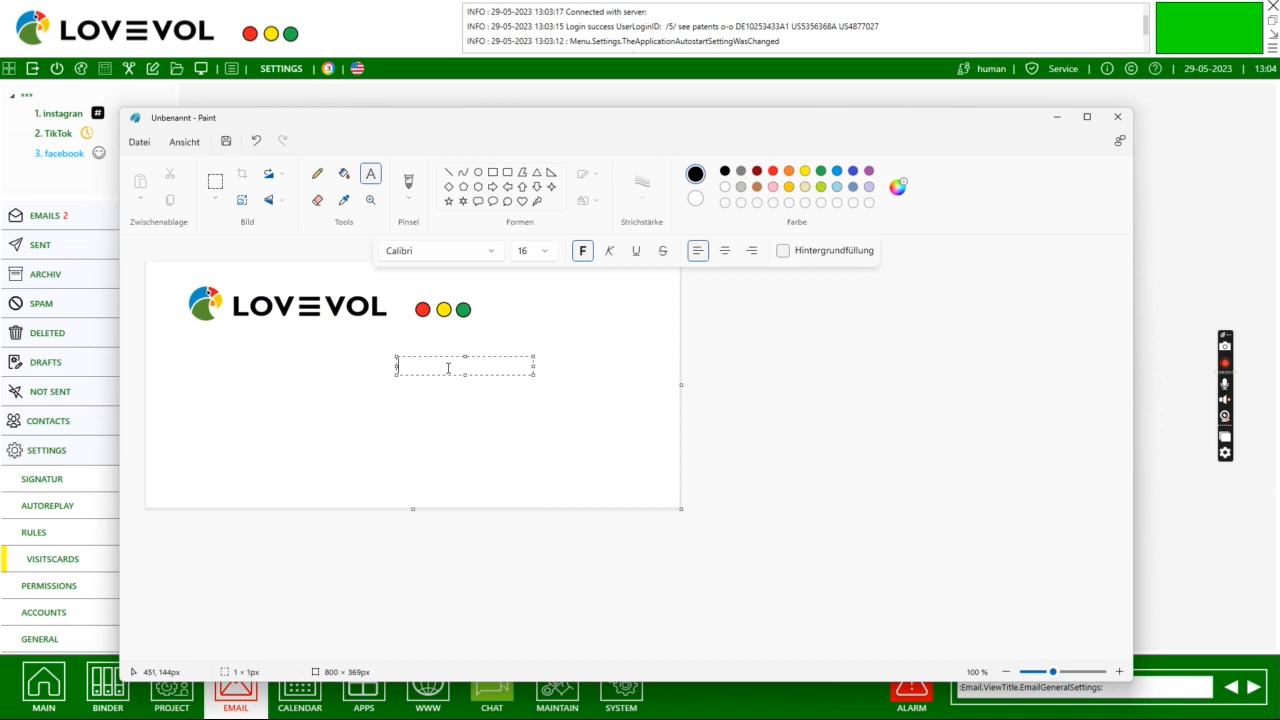 LOVEVOL
INFO : 29-05-2023 13:03:17 Connected with server:
INFO : 29-05-2023 13:03:15 Login success UserLoginID: /5/ see patents o-o DE10253433A1 US5356368A US4877027
INFO : 29-05-2023 13:03:12 : Menu.Settings.TheApplicationAutostartSettingWasChanged
SETTINGS
human
Service
29-05-2023
13:04
***
1. instagran
2. TikTok
3. facebook
EMAILS 2
SENT
ARCHIV
SPAM
DELETED
DRAFTS
NOT SENT
CONTACTS
SETTINGS
SIGNATUR
AUTOREPLAY
RULES
VISITSCARDS
PERMISSIONS
ACCOUNTS
GENERAL
Unbenannt - Paint
Datei
Ansicht
Zwischenablage
Bild
Tools
Pinsel
Formen
Strichstärke
Farbe
Calibri
16
F K U S
Hintergrundfüllung
LOVEVOL
451, 144px
1 × 1px
800 × 369px
100 %
MAIN
BINDER
PROJECT
EMAIL
CALENDAR
APPS
WWW
CHAT
MAINTAIN
SYSTEM
ALARM
:Email.ViewTitle.EmailGeneralSettings: